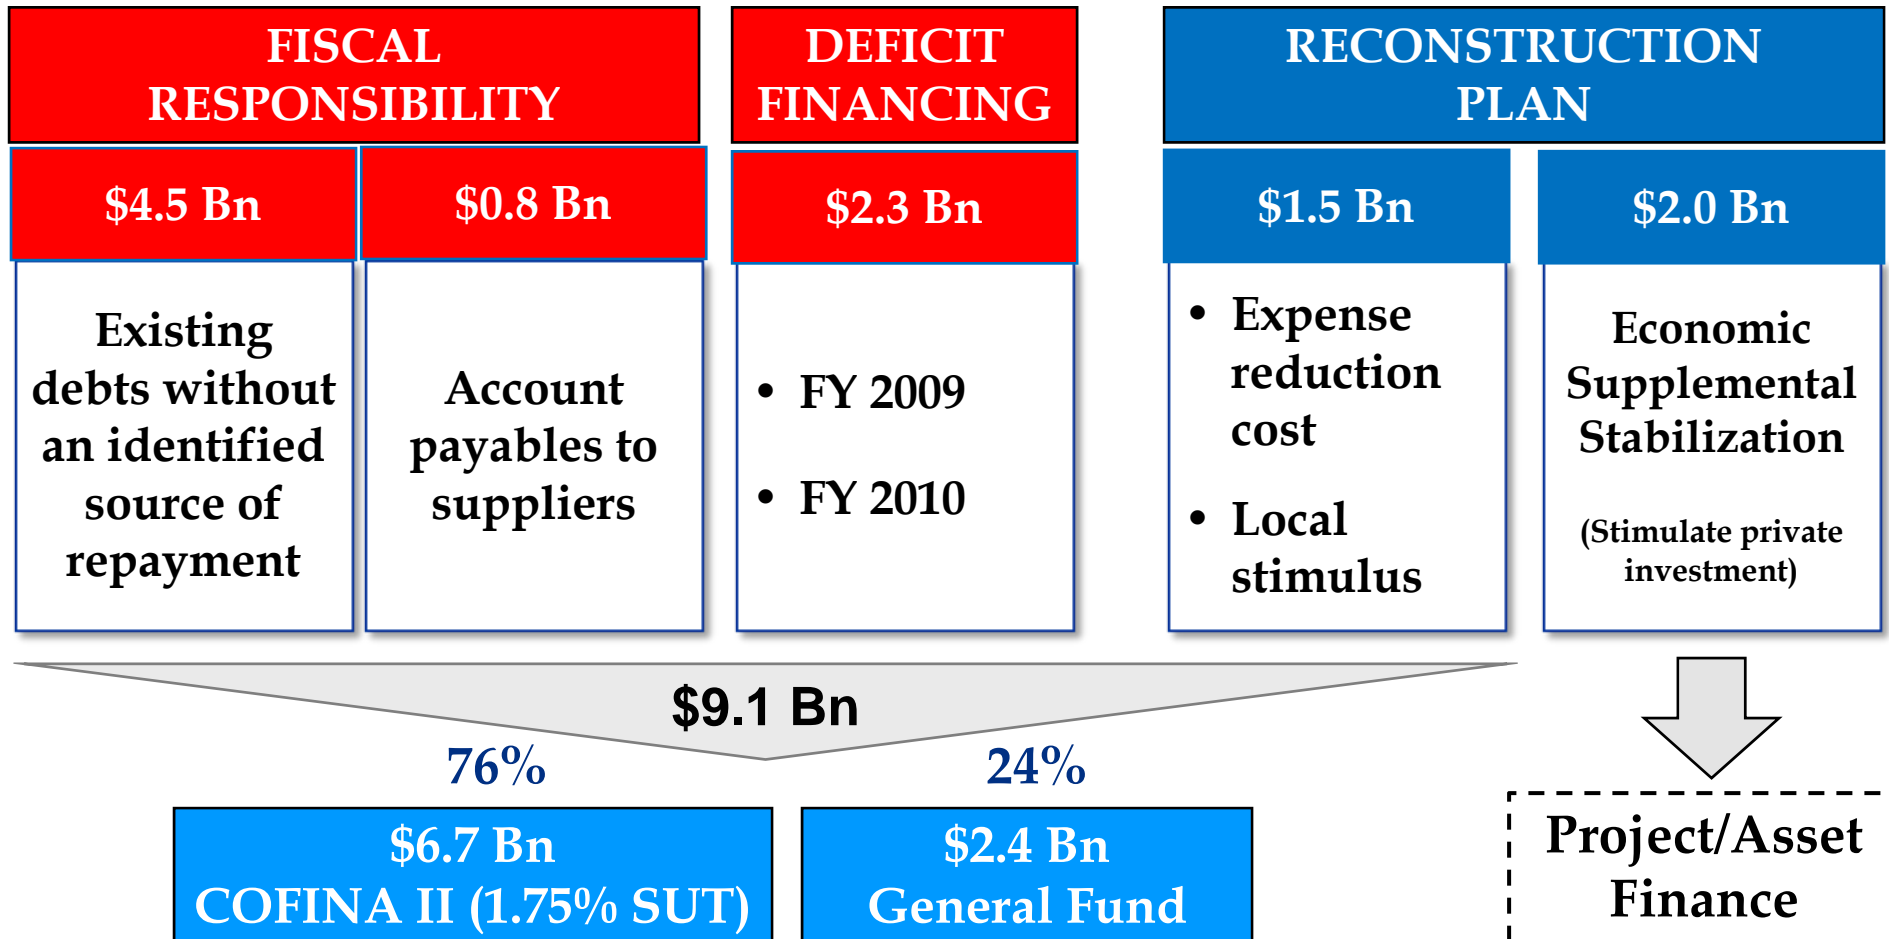 FISCAL
RESPONSIBILITY
DEFICIT
FINANCING
RECONSTRUCTION
PLAN
$4.5 Bn
$0.8 Bn
$2.3 Bn
$1.5 Bn
$2.0 Bn
Existing
debts without
an identified
source of
repayment
Account
payables to
suppliers
• FY 2009
• FY 2010
• Expense
reduction
cost
• Local
stimulus
Economic
Supplemental
Stabilization
(Stimulate private
investment)
$9.1 Bn
76%
24%
$6.7 Bn
COFINA II (1.75% SUT)
$2.4 Bn
General Fund
Project/Asset
Finance